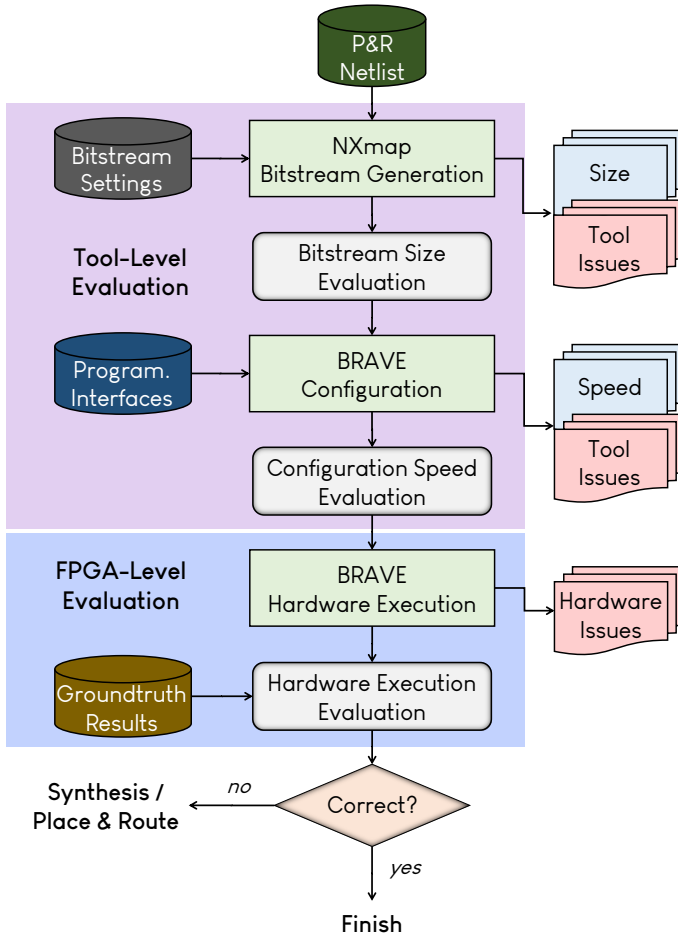 P&R
Netlist
Bitstream
Settings
NXmap
Bitstream Generation
Size
Tool
Issues
Tool-Level
Evaluation
Bitstream Size
Evaluation
Program.
Interfaces
BRAVE
Configuration
Speed
Tool
Issues
Configuration Speed
Evaluation
FPGA-Level
Evaluation
BRAVE
Hardware Execution
Hardware
Issues
Groundtruth
Results
Hardware Execution
Evaluation
Synthesis /
Place & Route
no
Correct?
yes
Finish